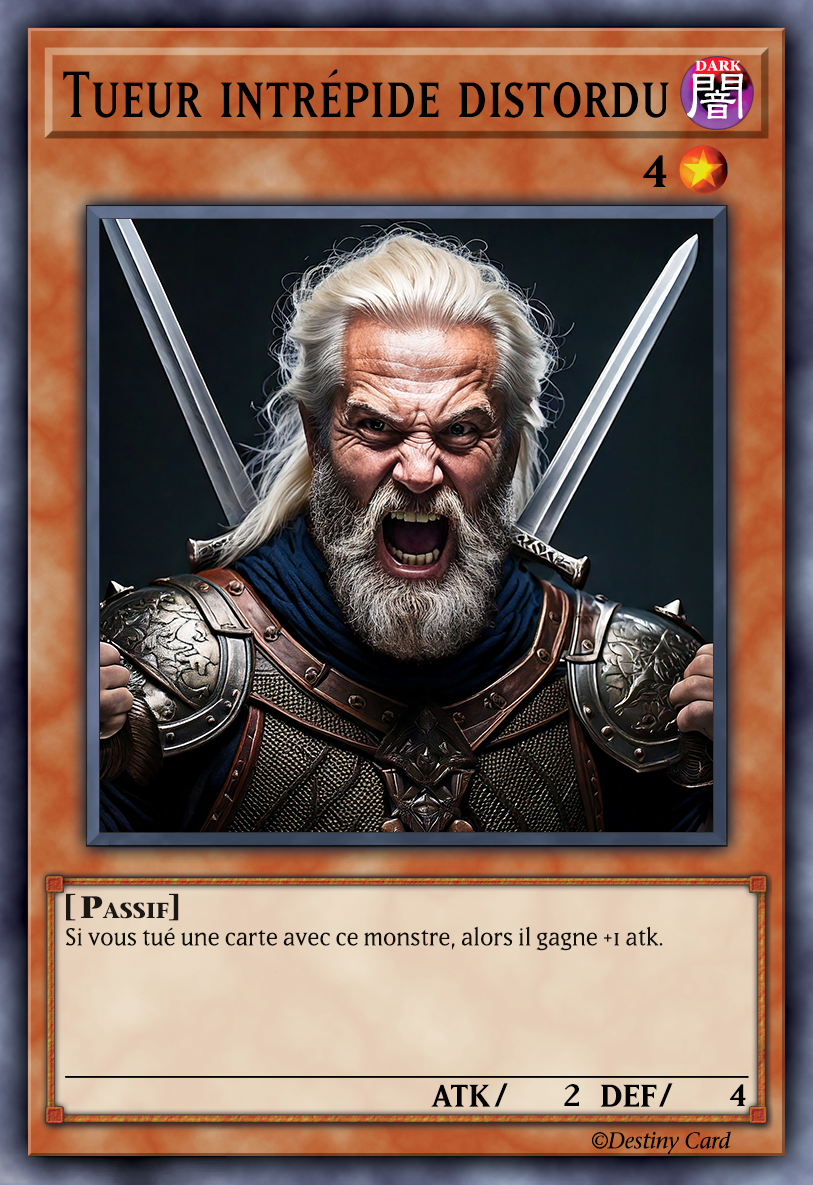 Tueur intrépide distordu
DARK
闇
4
[Passif]
Si vous tué une carte avec ce monstre, alors il gagne +1 atk.
ATK/ 2 DEF/ 4
©Destiny Card